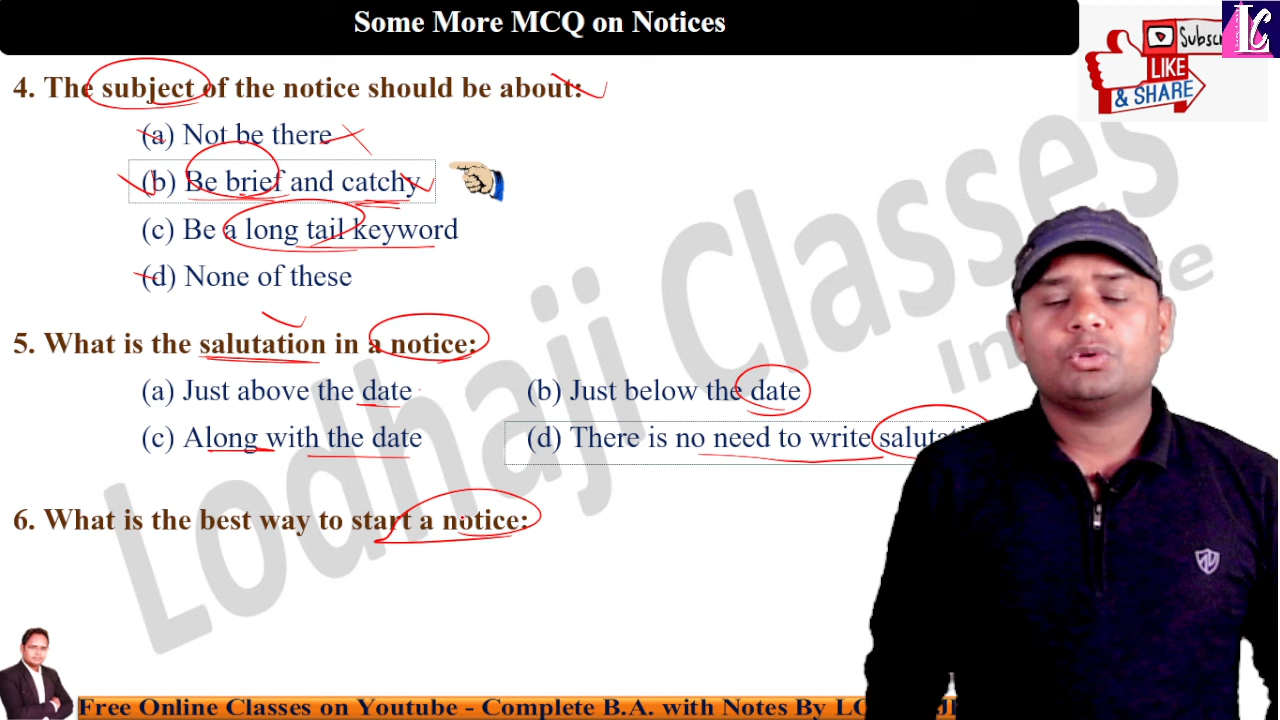 Some More MCQ on Notices
Subscr
LIKE
& SHARE
LC
4. The subject of the notice should be about:
(a) Not be there
(b) Be brief and catchy
(c) Be a long tail keyword
(d) None of these
5. What is the salutation in a notice:
(a) Just above the date
(b) Just below the date
(c) Along with the date
(d) There is no need to write
6. What is the best way to start a notice:
Lodhaji Classes
Free Online Classes on Youtube - Complete B.A. with Notes By